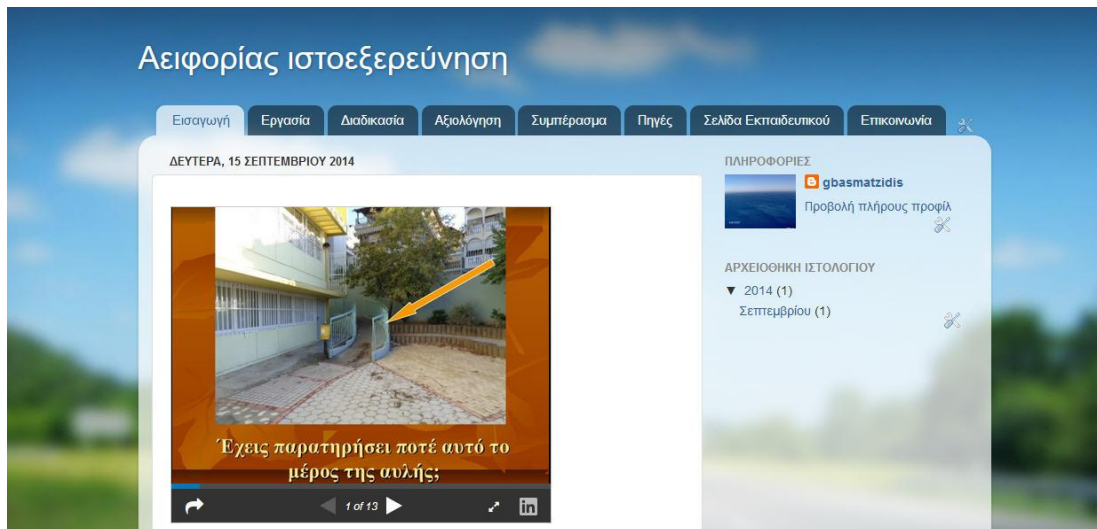 Αειφορίας ιστοεξερεύνηση
Εισαγωγή Εργασία Διαδικασία Αξιολόγηση Συμπέρασμα Πηγές Σελίδα Εκπαιδευτικού Επικοινωνία
ΔΕΥΤΕΡΑ, 15 ΣΕΠΤΕΜΒΡΙΟΥ 2014
Έχεις παρατηρήσει ποτέ αυτό το
μέρος της αυλής;
1 of 13
in
ΠΛΗΡΟΦΟΡΙΕΣ
gbasmatzidis
Προβολή πλήρους προφίλ
ΑΡΧΕΙΟΘΗΚΗ ΙΣΤΟΛΟΓΙΟΥ
▼ 2014 (1)
Σεπτεμβρίου (1)